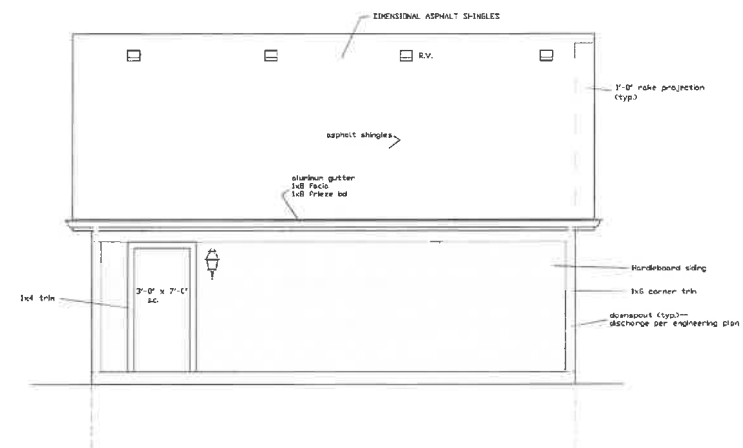 DIMENSIONAL ASPHALT SHINGLES
R.V.
1'-0" rake projection
(typ.)
asphalt shingles
aluminum gutter
1x8 facia
1x8 frieze bd
Hardieboard siding
3'-0" x 7'-0"
s.c.
1x4 trim
1x6 corner trim
downspout (typ.)—
discharge per engineering plan